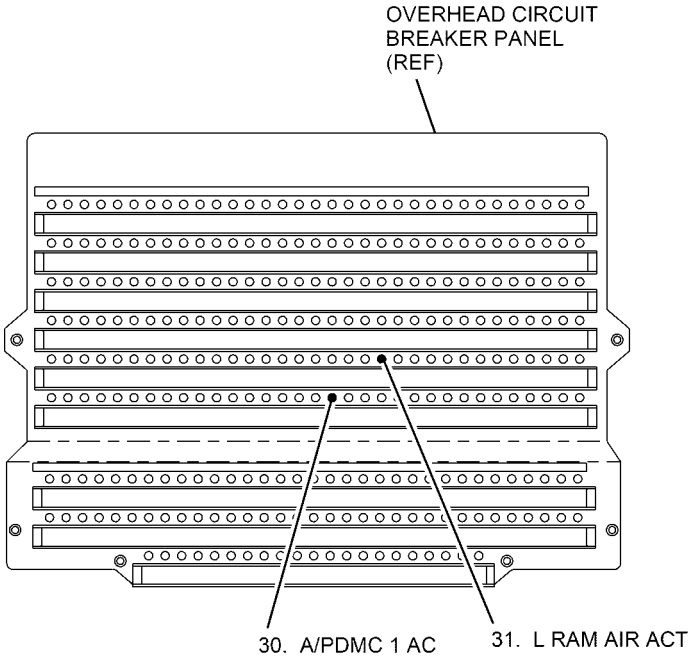 OVERHEAD CIRCUIT
BREAKER PANEL
(REF)
30. A/PDMC 1 AC
31. L RAM AIR ACT